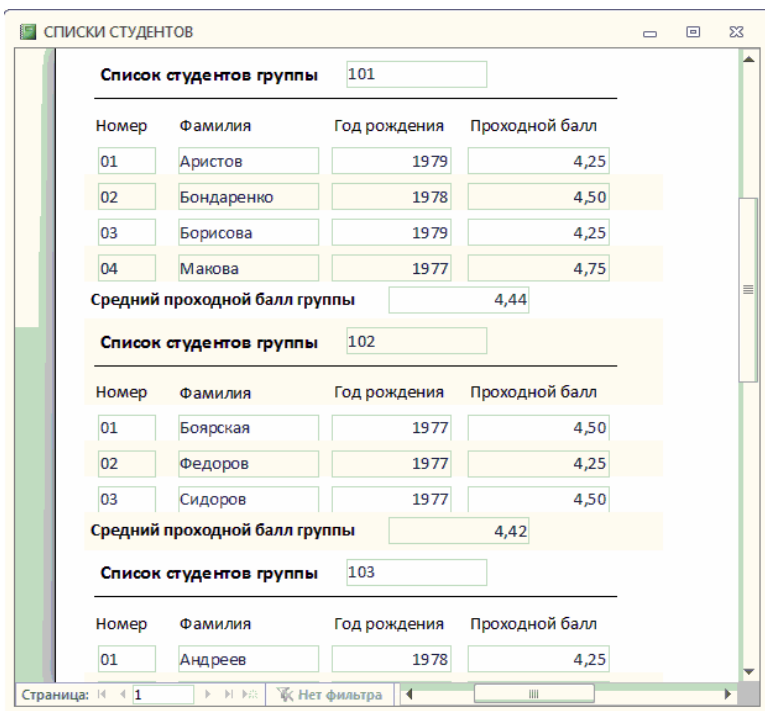 СПИСКИ СТУДЕНТОВ
Список студентов группы 101
Номер Фамилия Год рождения Проходной балл
01 Аристов 1979 4,25
02 Бондаренко 1978 4,50
03 Борисова 1979 4,25
04 Макова 1977 4,75
Средний проходной балл группы 4,44
Список студентов группы 102
Номер Фамилия Год рождения Проходной балл
01 Боярская 1977 4,50
02 Федоров 1977 4,25
03 Сидоров 1977 4,50
Средний проходной балл группы 4,42
Список студентов группы 103
Номер Фамилия Год рождения Проходной балл
01 Андреев 1978 4,25
Страница: 1 Нет фильтра